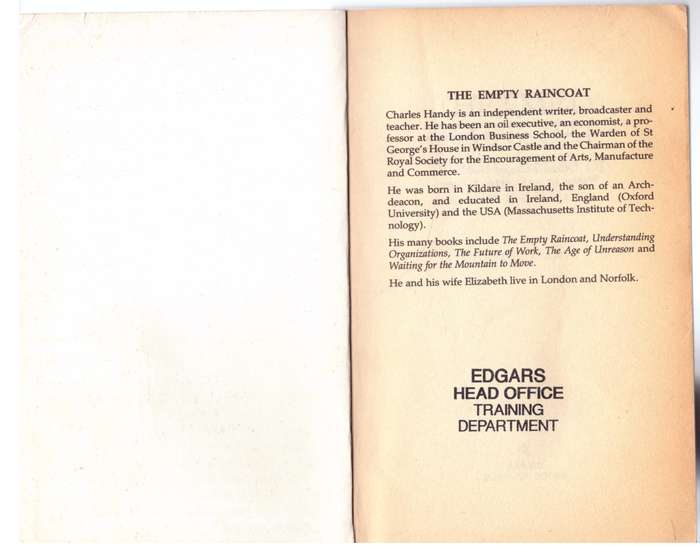 THE EMPTY RAINCOAT
Charles Handy is an independent writer, broadcaster and
teacher. He has been an oil executive, an economist, a pro-
fessor at the London Business School, the Warden of St
George's House in Windsor Castle and the Chairman of the
Royal Society for the Encouragement of Arts, Manufacture
and Commerce.
He was born in Kildare in Ireland, the son of an Arch-
deacon, and educated in Ireland, England (Oxford
University) and the USA (Massachusetts Institute of Tech-
nology).
His many books include The Empty Raincoat, Understanding
Organizations, The Future of Work, The Age of Unreason and
Waiting for the Mountain to Move.
He and his wife Elizabeth live in London and Norfolk.
EDGARS
HEAD OFFICE
TRAINING
DEPARTMENT